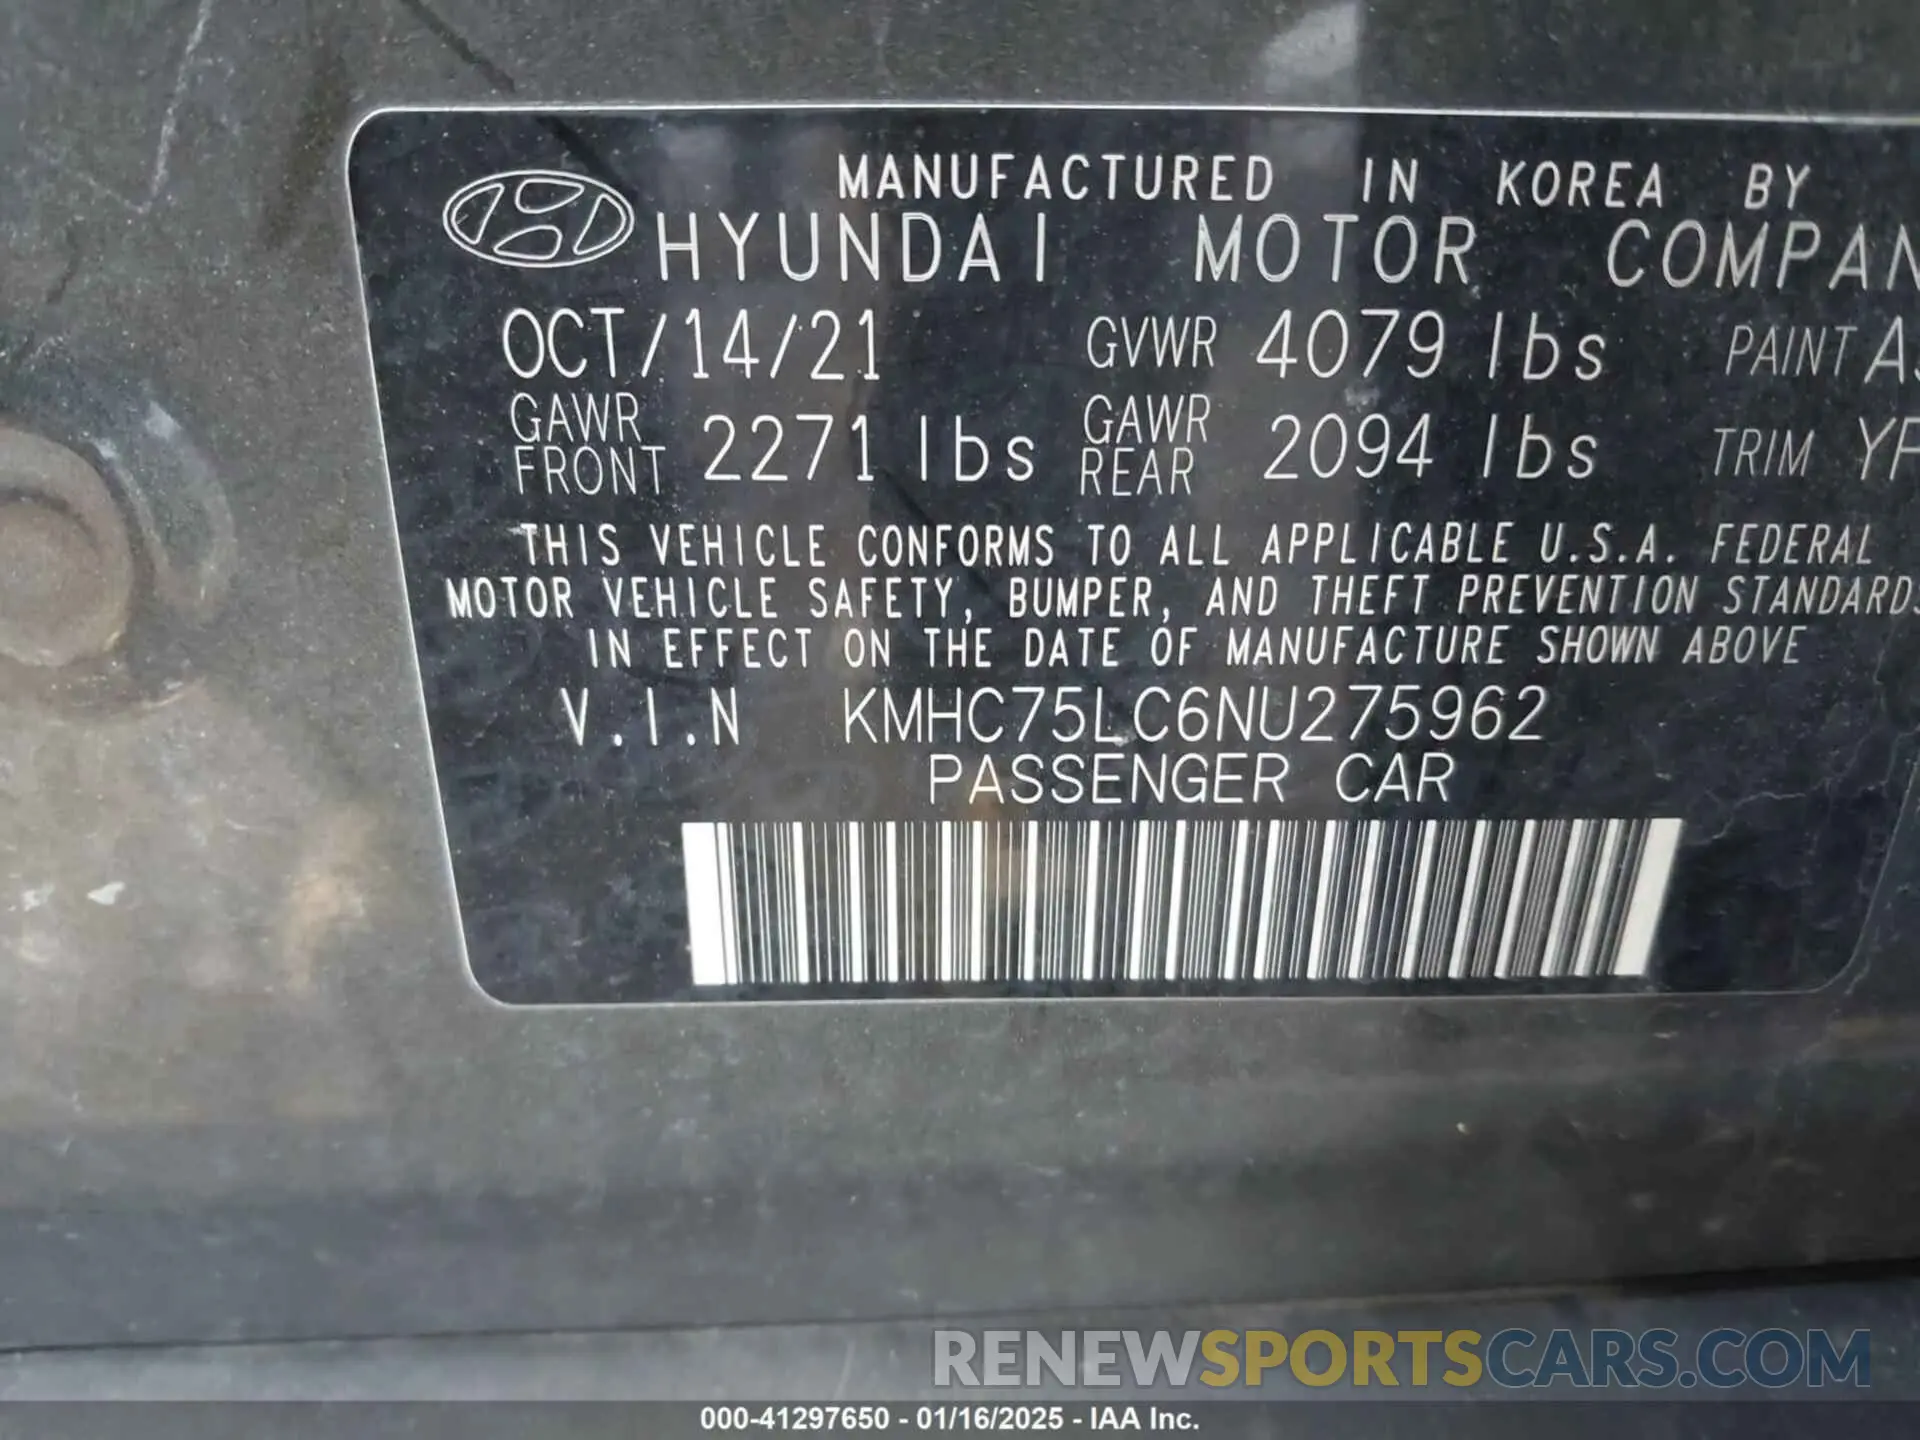 MANUFACTURED IN KOREA BY
HYUNDAI MOTOR COMPAN
OCT/14/21 GVWR 4079 lbs PAINT A
GAWR FRONT 2271 lbs GAWR REAR 2094 lbs TRIM YP
THIS VEHICLE CONFORMS TO ALL APPLICABLE U.S.A. FEDERAL
MOTOR VEHICLE SAFETY, BUMPER, AND THEFT PREVENTION STANDARDS
IN EFFECT ON THE DATE OF MANUFACTURE SHOWN ABOVE
V.I.N KMHC75LC6NU275962
PASSENGER CAR
RENEWSPORTSCARS.COM
000-41297650 - 01/16/2025 - IAA Inc.